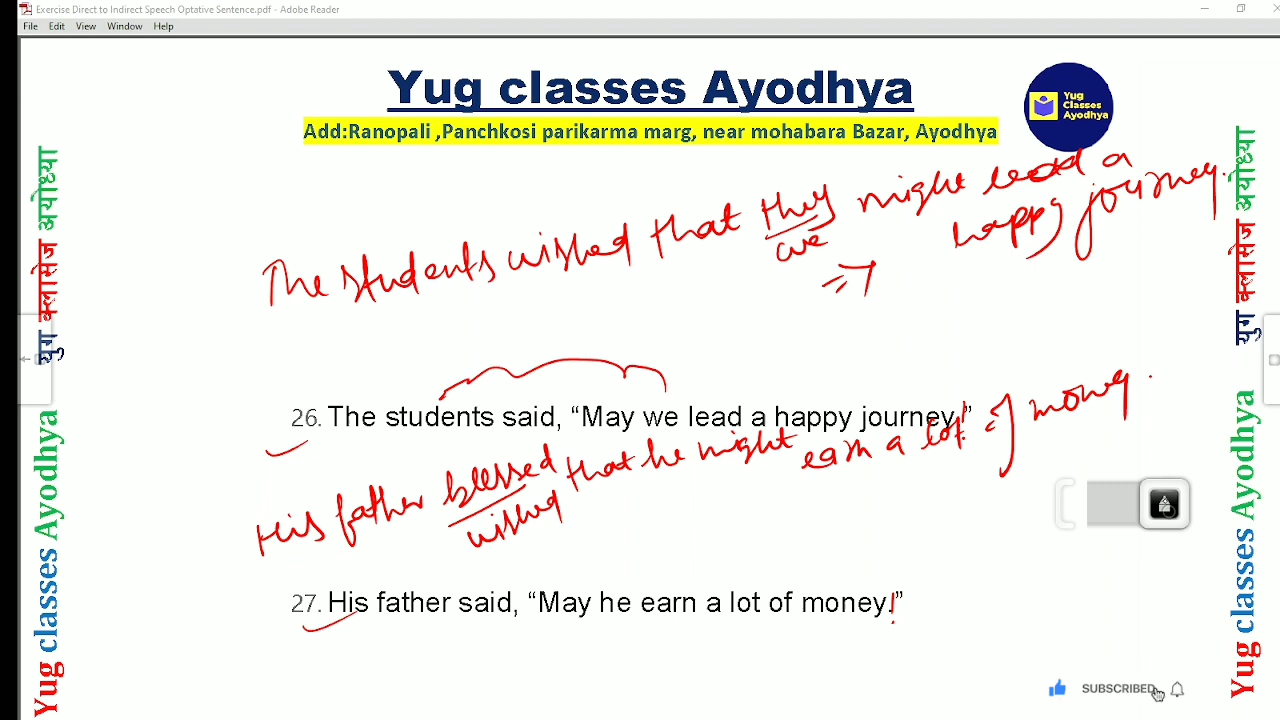 Exercise Direct to Indirect Speech Optative Sentence.pdf - Adobe Reader
File Edit View Window Help
Yug classes Ayodhya
Add:Ranopali ,Panchkosi parikarma marg, near mohabara Bazar, Ayodhya
Yug
Classes
Ayodhya
The students wished that they might lead a
we
happy journey.
26. The students said, “May we lead a happy journey!”
His father blessed that he might earn a lot of money.
wished
27. His father said, “May he earn a lot of money!”
SUBSCRIBED
Yug classes Ayodhya युग क्लासेज अयोध्या
Yug classes Ayodhya युग क्लासेज अयोध्या